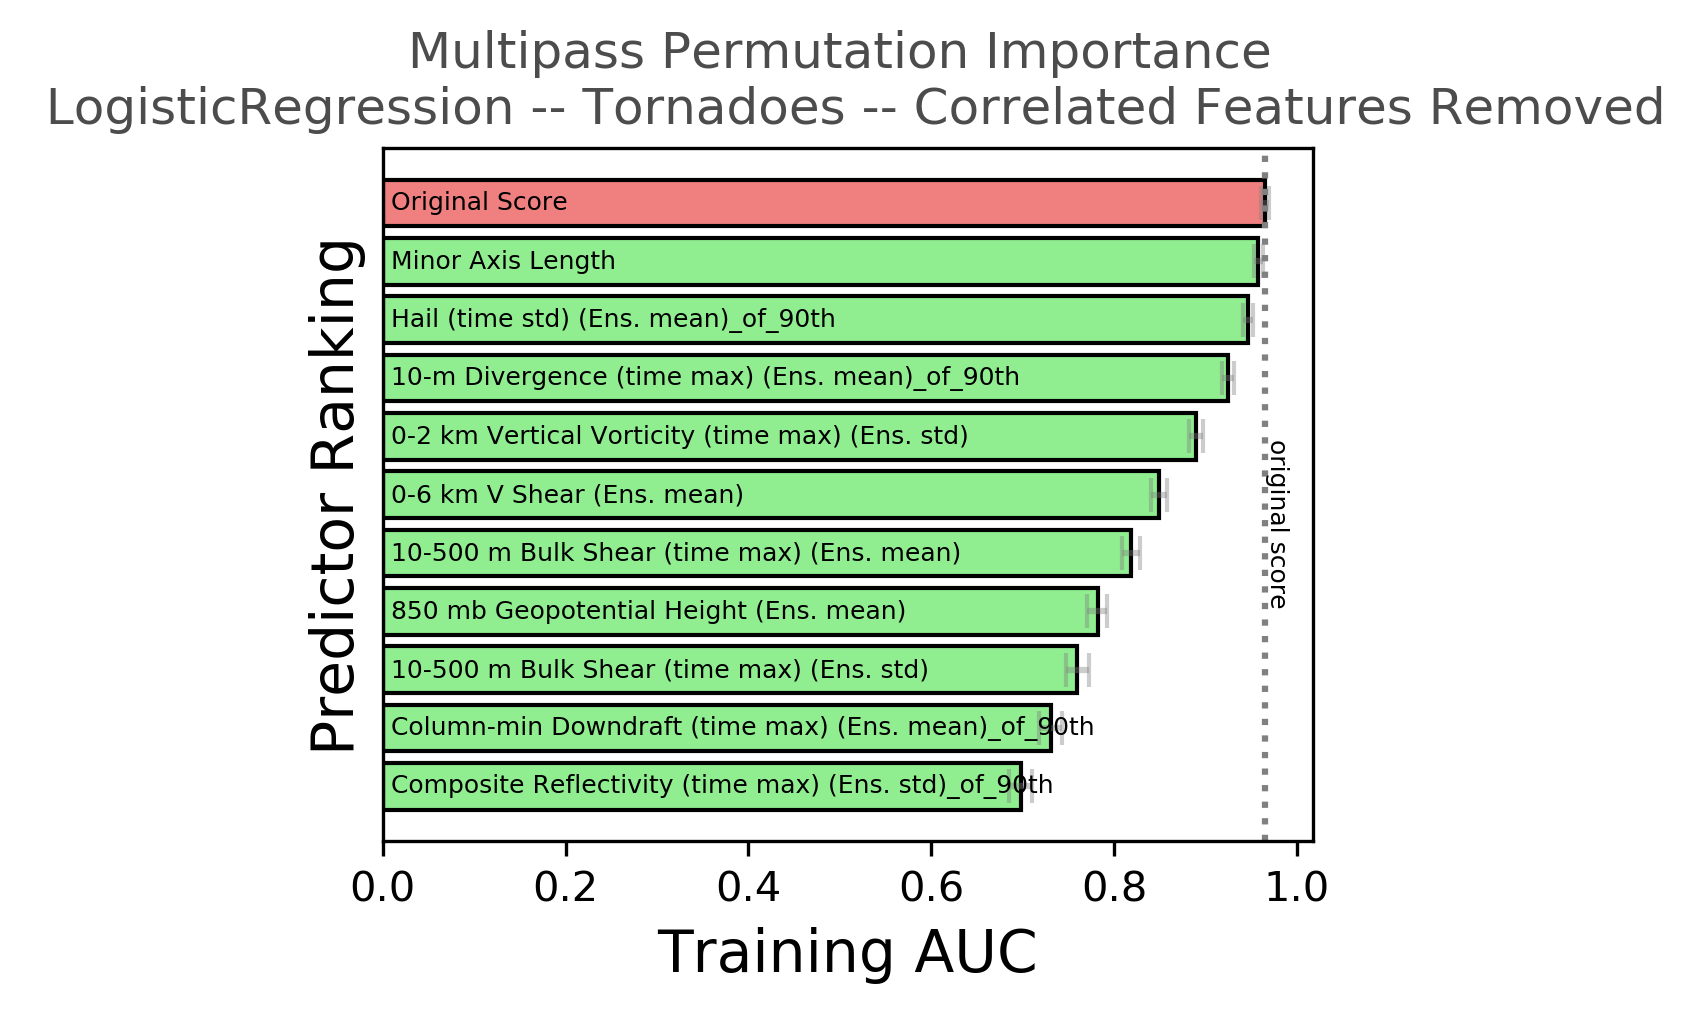 Multipass Permutation Importance
LogisticRegression -- Tornadoes -- Correlated Features Removed
Predictor Ranking
Original Score
Minor Axis Length
Hail (time std) (Ens. mean)_of_90th
10-m Divergence (time max) (Ens. mean)_of_90th
0-2 km Vertical Vorticity (time max) (Ens. std)
0-6 km V Shear (Ens. mean)
10-500 m Bulk Shear (time max) (Ens. mean)
850 mb Geopotential Height (Ens. mean)
10-500 m Bulk Shear (time max) (Ens. std)
Column-min Downdraft (time max) (Ens. mean)_of_90th
Composite Reflectivity (time max) (Ens. std)_of_90th
original score
0.0 0.2 0.4 0.6 0.8 1.0
Training AUC